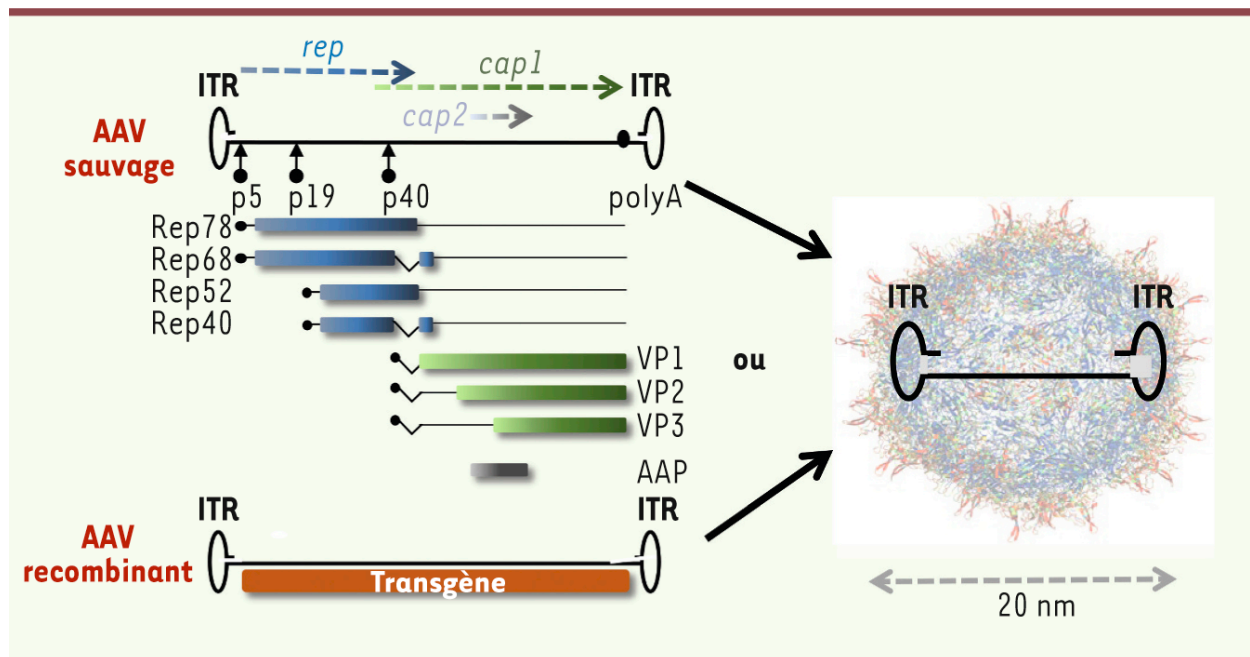 rep
cap1
ITR
ITR
cap2
AAV
sauvage
p5
p19
p40
polyA
Rep78
Rep68
Rep52
Rep40
VP1
VP2
VP3
AAP
ou
ITR
ITR
ITR
ITR
AAV
recombinant
Transgène
20 nm